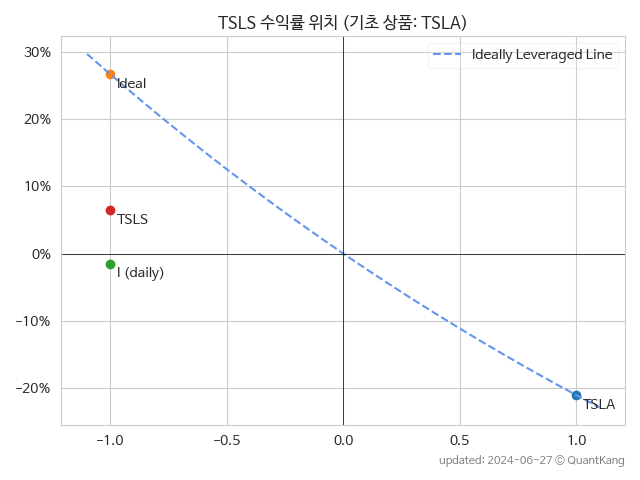 TSLS 수익률 위치 (기초 상품: TSLA)
Ideally Leveraged Line
30%
Ideal
20%
10%
TSLS
0%
I (daily)
−10%
−20%
TSLA
−1.0 −0.5 0.0 0.5 1.0
updated: 2024-06-27 © QuantKang